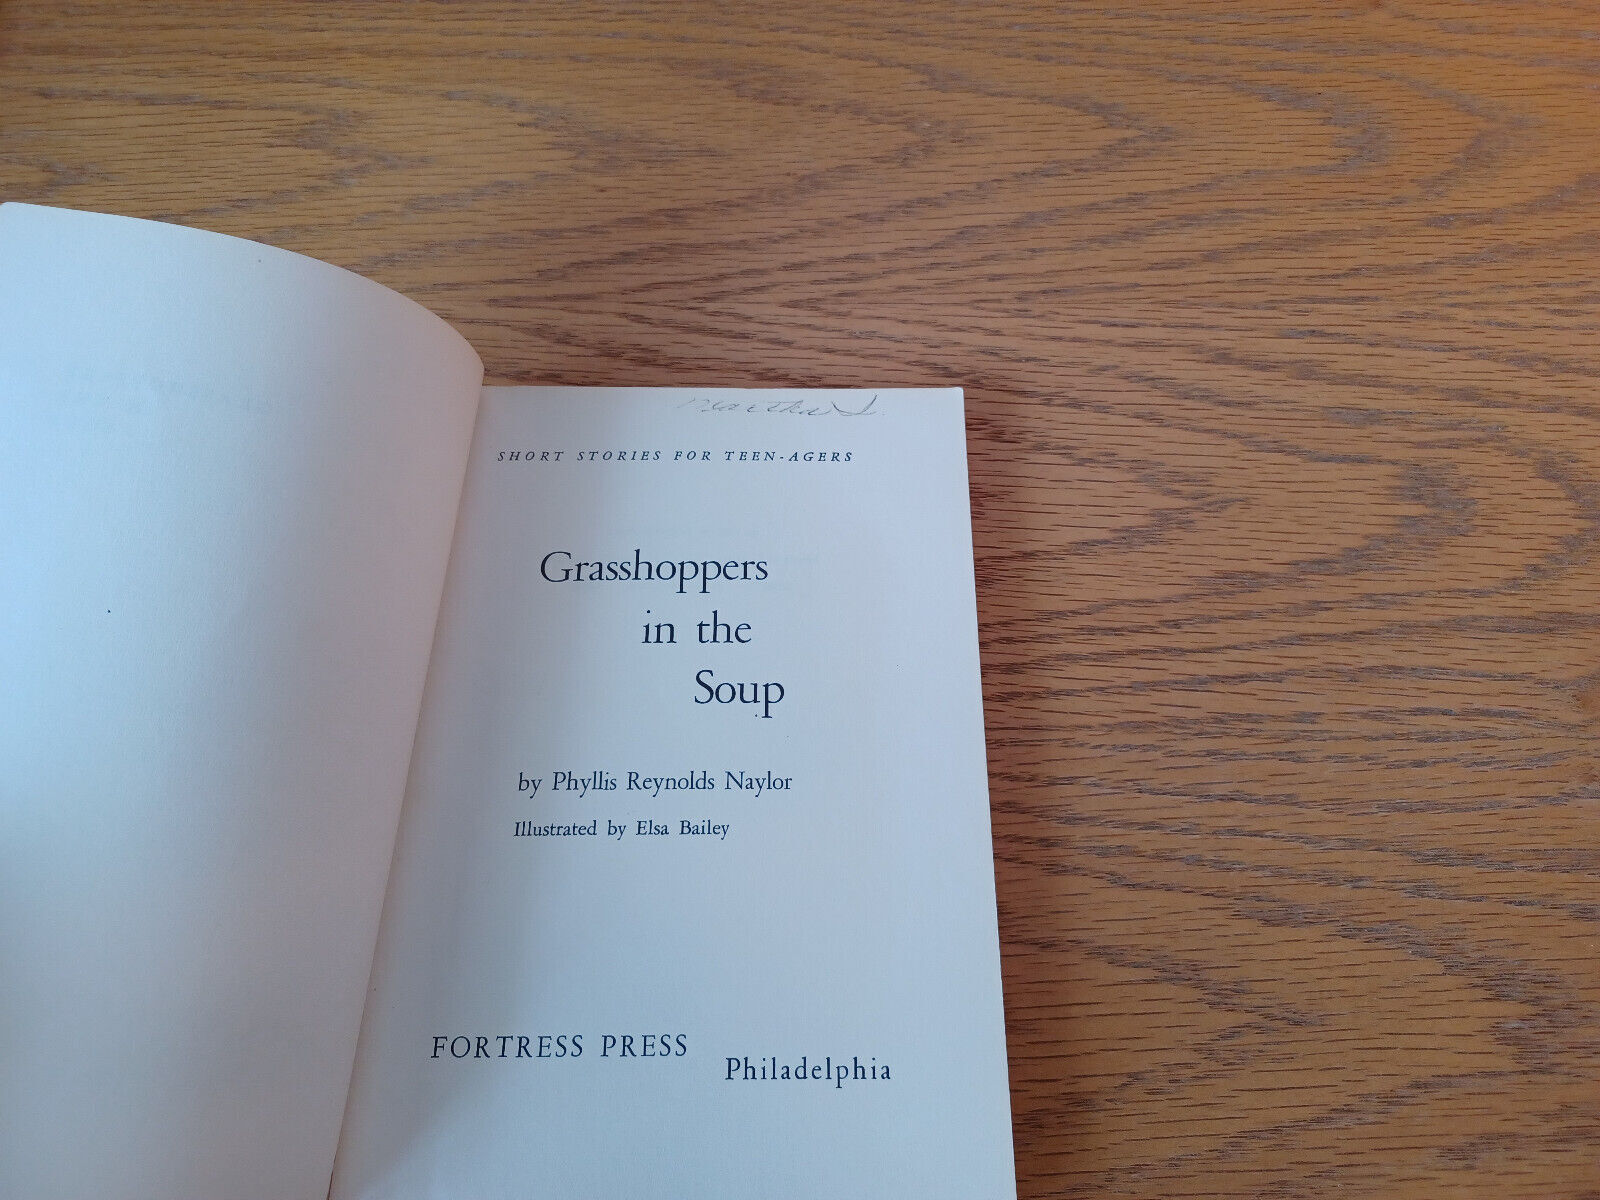 SHORT STORIES FOR TEEN-AGERS
Grasshoppers
in the
Soup
by Phyllis Reynolds Naylor
Illustrated by Elsa Bailey
FORTRESS PRESS
Philadelphia